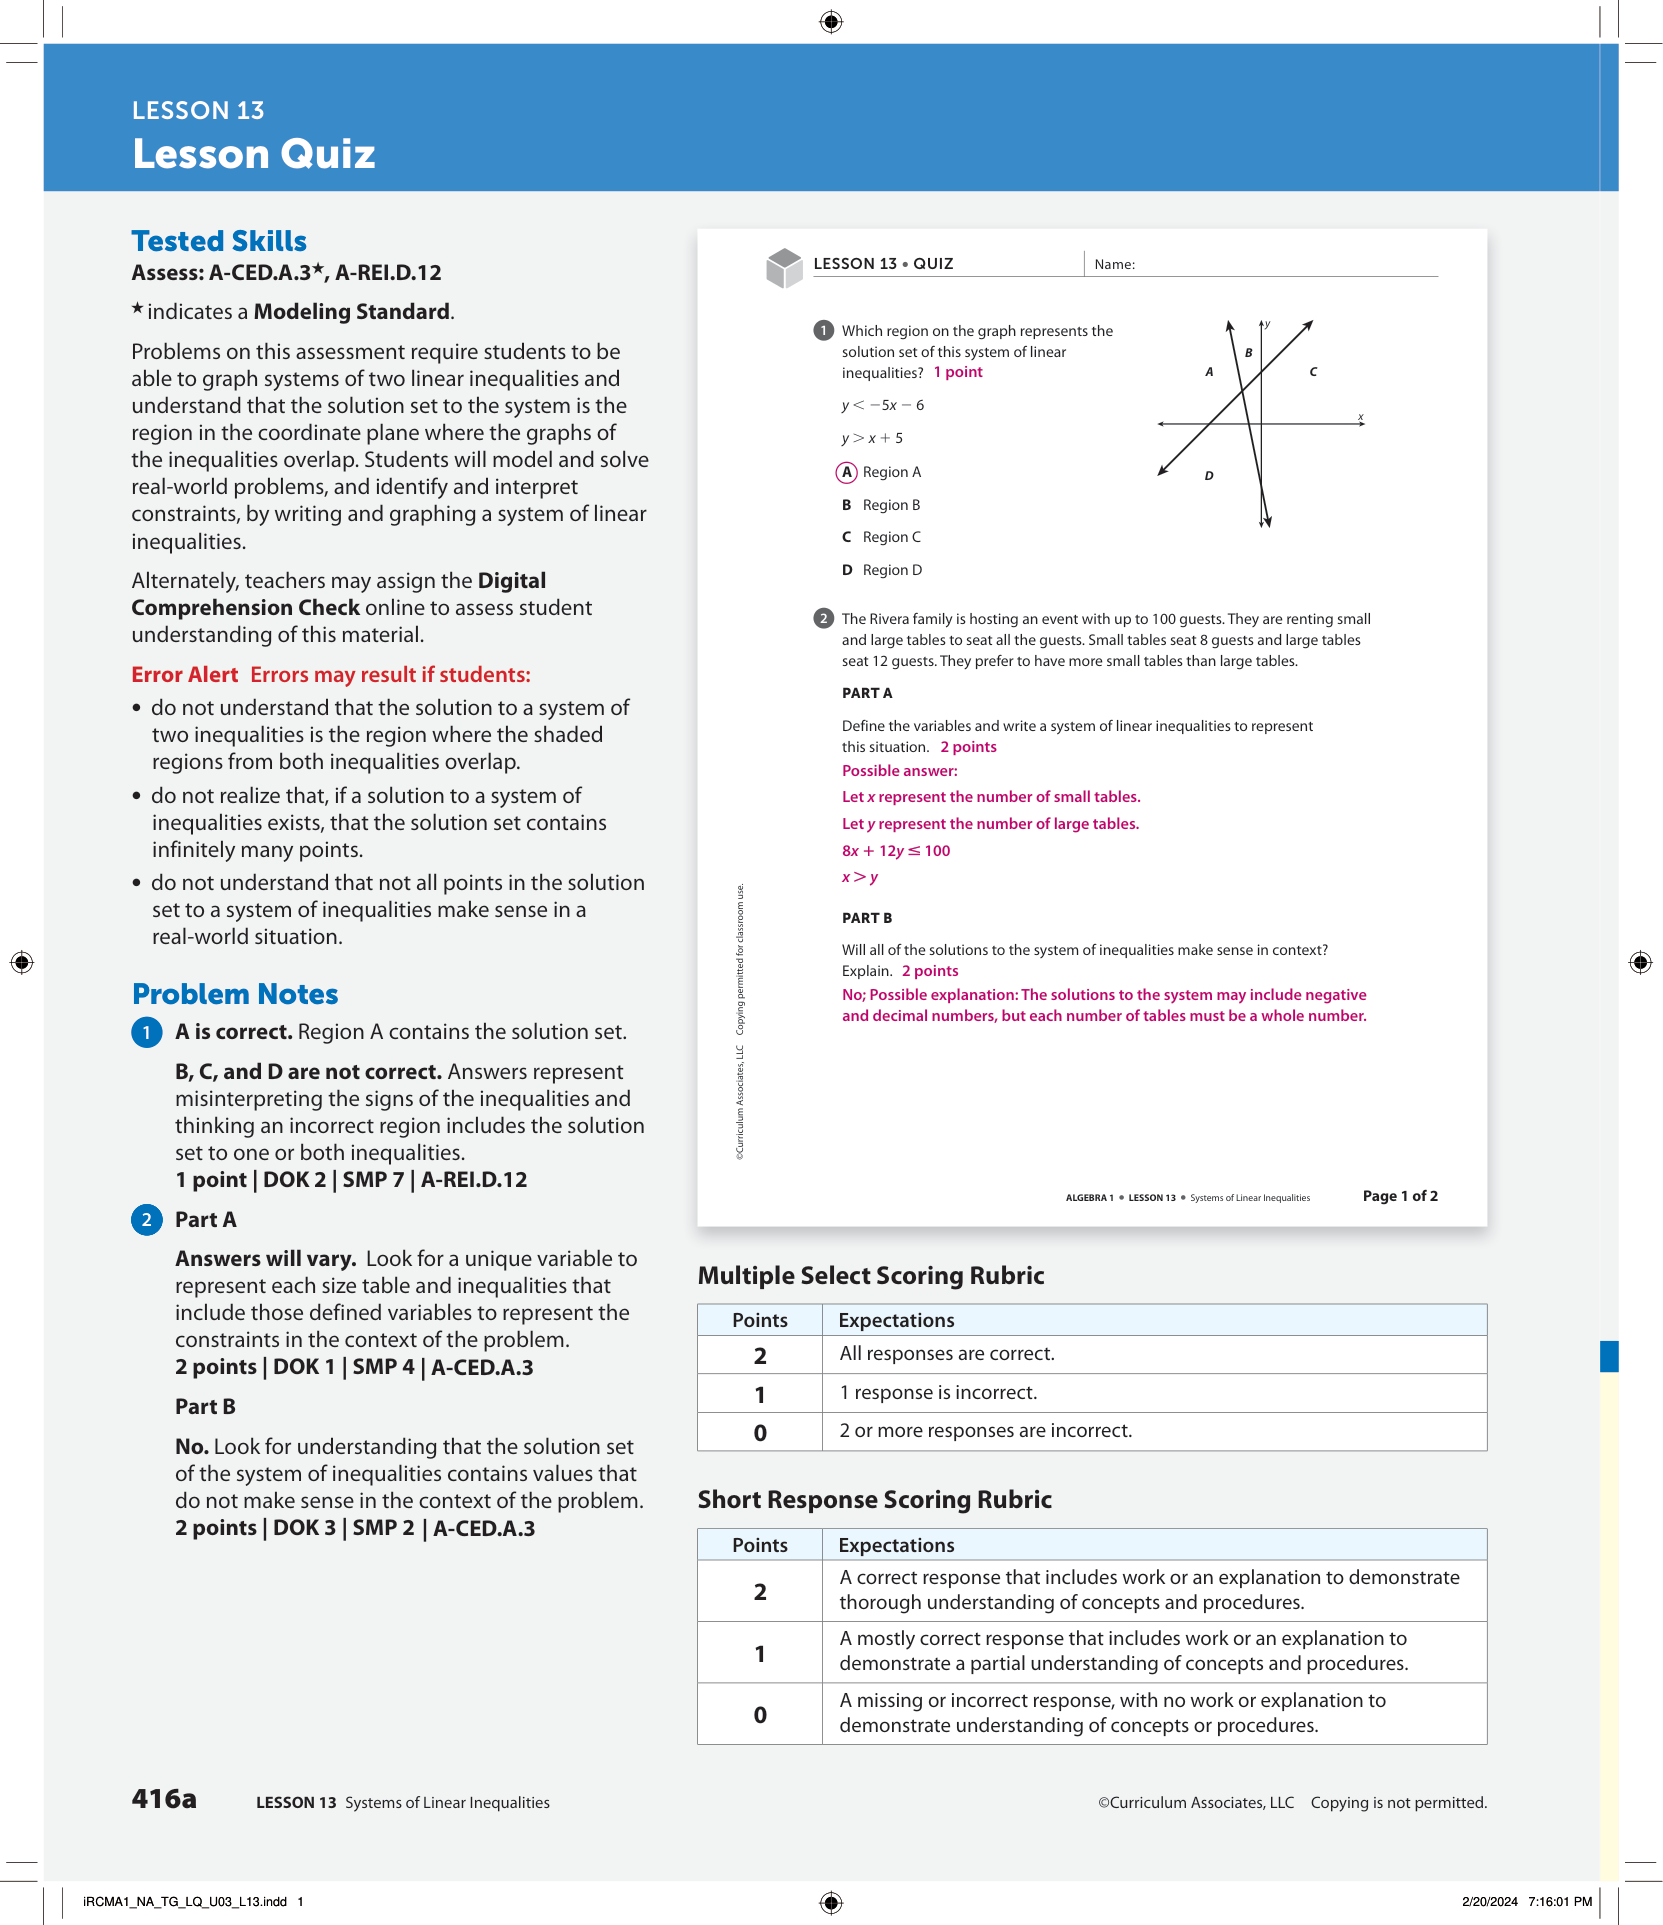 LESSON 13
Lesson Quiz
Tested Skills
Assess: A-CED.A.3★, A-REI.D.12
★ indicates a Modeling Standard.
Problems on this assessment require students to be
able to graph systems of two linear inequalities and
understand that the solution set to the system is the
region in the coordinate plane where the graphs of
the inequalities overlap. Students will model and solve
real-world problems, and identify and interpret
constraints, by writing and graphing a system of linear
inequalities.
Alternately, teachers may assign the Digital
Comprehension Check online to assess student
understanding of this material.
Error Alert Errors may result if students:
• do not understand that the solution to a system of
two inequalities is the region where the shaded
regions from both inequalities overlap.
• do not realize that, if a solution to a system of
inequalities exists, that the solution set contains
infinitely many points.
• do not understand that not all points in the solution
set to a system of inequalities make sense in a
real-world situation.
Problem Notes
1 A is correct. Region A contains the solution set.
B, C, and D are not correct. Answers represent
misinterpreting the signs of the inequalities and
thinking an incorrect region includes the solution
set to one or both inequalities.
1 point | DOK 2 | SMP 7 | A-REI.D.12
2 Part A
Answers will vary. Look for a unique variable to
represent each size table and inequalities that
include those defined variables to represent the
constraints in the context of the problem.
2 points | DOK 1 | SMP 4 | A-CED.A.3
Part B
No. Look for understanding that the solution set
of the system of inequalities contains values that
do not make sense in the context of the problem.
2 points | DOK 3 | SMP 2 | A-CED.A.3
LESSON 13 • QUIZ
Name:
1 Which region on the graph represents the
solution set of this system of linear
inequalities? 1 point
y < −5x − 6
y > x + 5
A Region A
B Region B
C Region C
D Region D
y
B
A
C
x
D
2 The Rivera family is hosting an event with up to 100 guests. They are renting small
and large tables to seat all the guests. Small tables seat 8 guests and large tables
seat 12 guests. They prefer to have more small tables than large tables.
PART A
Define the variables and write a system of linear inequalities to represent
this situation. 2 points
Possible answer:
Let x represent the number of small tables.
Let y represent the number of large tables.
8x + 12y ≤ 100
x > y
PART B
Will all of the solutions to the system of inequalities make sense in context?
Explain. 2 points
No; Possible explanation: The solutions to the system may include negative
and decimal numbers, but each number of tables must be a whole number.
©Curriculum Associates, LLC Copying permitted for classroom use.
ALGEBRA 1 • LESSON 13 • Systems of Linear Inequalities Page 1 of 2
Multiple Select Scoring Rubric
Points Expectations
2 All responses are correct.
1 1 response is incorrect.
0 2 or more responses are incorrect.
Short Response Scoring Rubric
Points Expectations
2 A correct response that includes work or an explanation to demonstrate
thorough understanding of concepts and procedures.
1 A mostly correct response that includes work or an explanation to
demonstrate a partial understanding of concepts and procedures.
0 A missing or incorrect response, with no work or explanation to
demonstrate understanding of concepts or procedures.
416a LESSON 13 Systems of Linear Inequalities
©Curriculum Associates, LLC Copying is not permitted.
iRCMA1_NA_TG_LQ_U03_L13.indd 1
2/20/2024 7:16:01 PM